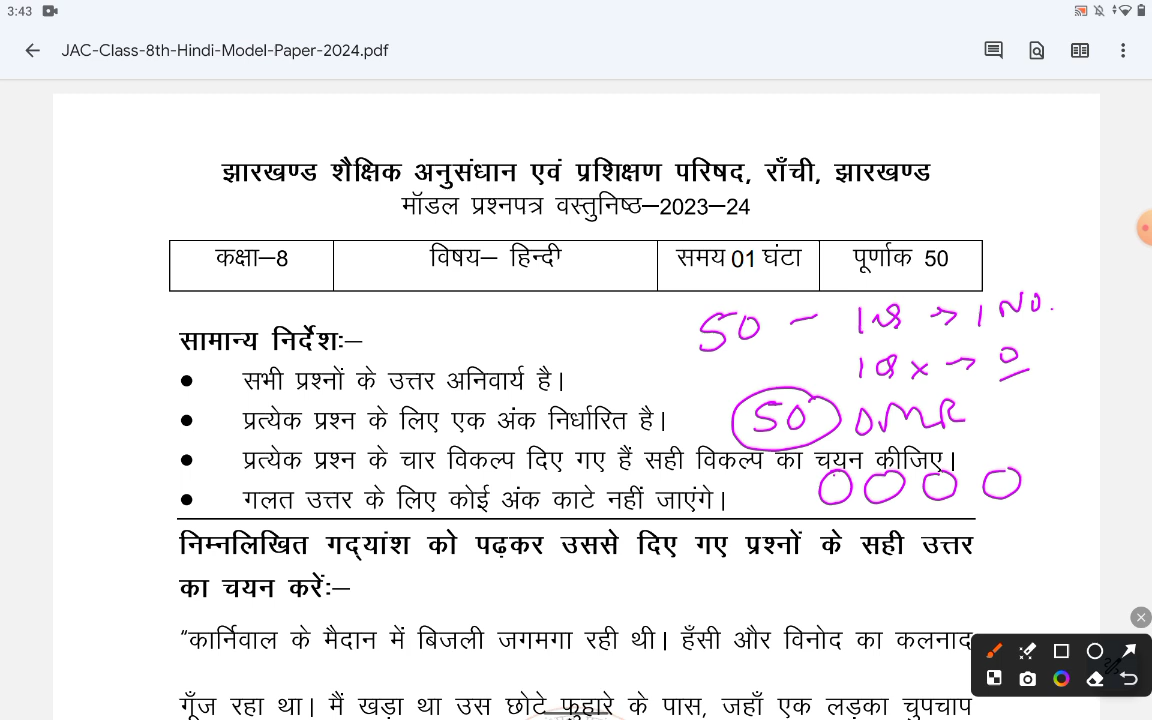 3:43
JAC-Class-8th-Hindi-Model-Paper-2024.pdf
झारखण्ड शैक्षिक अनुसंधान एवं प्रशिक्षण परिषद, राँची, झारखण्ड
मॉडल प्रश्नपत्र वस्तुनिष्ठ–2023–24
कक्षा–8 विषय– हिन्दी समय 01 घंटा पूर्णाक 50
50 – 1 → 1 NO.
सामान्य निर्देशः–
1 × → 0
● सभी प्रश्नों के उत्तर अनिवार्य है।
● प्रत्येक प्रश्न के लिए एक अंक निर्धारित है।
50 OMR
● प्रत्येक प्रश्न के चार विकल्प दिए गए हैं सही विकल्प का चयन कीजिए।
● गलत उत्तर के लिए कोई अंक काटे नहीं जाएंगे।
निम्नलिखित गद्यांश को पढ़कर उससे दिए गए प्रश्नों के सही उत्तर
का चयन करेंः–
"कार्निवाल के मैदान में बिजली जगमगा रही थी। हँसी और विनोद का कलनाद
गूँज रहा था। मैं खड़ा था उस छोटे फुहारे के पास, जहाँ एक लड़का चुपचाप